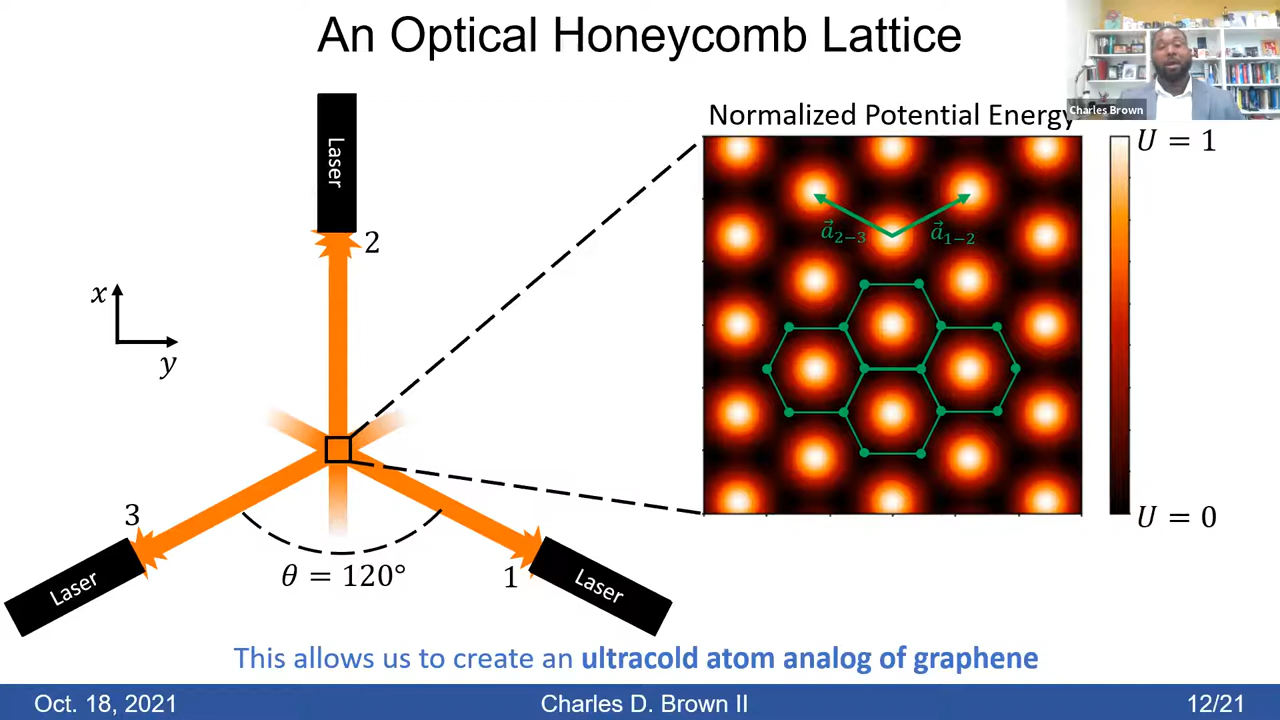 An Optical Honeycomb Lattice
Charles Brown
Laser
2
x
y
3
Laser
θ = 120°
1
Laser
Normalized Potential Energy
U = 1
a⃗₂₋₃
a⃗₁₋₂
U = 0
This allows us to create an ultracold atom analog of graphene
Oct. 18, 2021
Charles D. Brown II
12/21